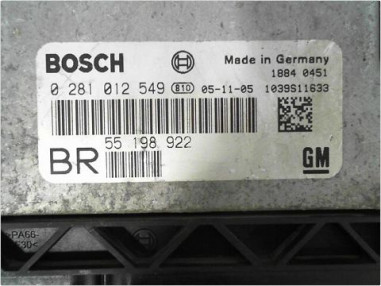 BOSCH
Made in Germany
1884 0451
0 281 012 549 B10 05-11-05 1039S11633
BR 55 198 922
GM
>PA66-